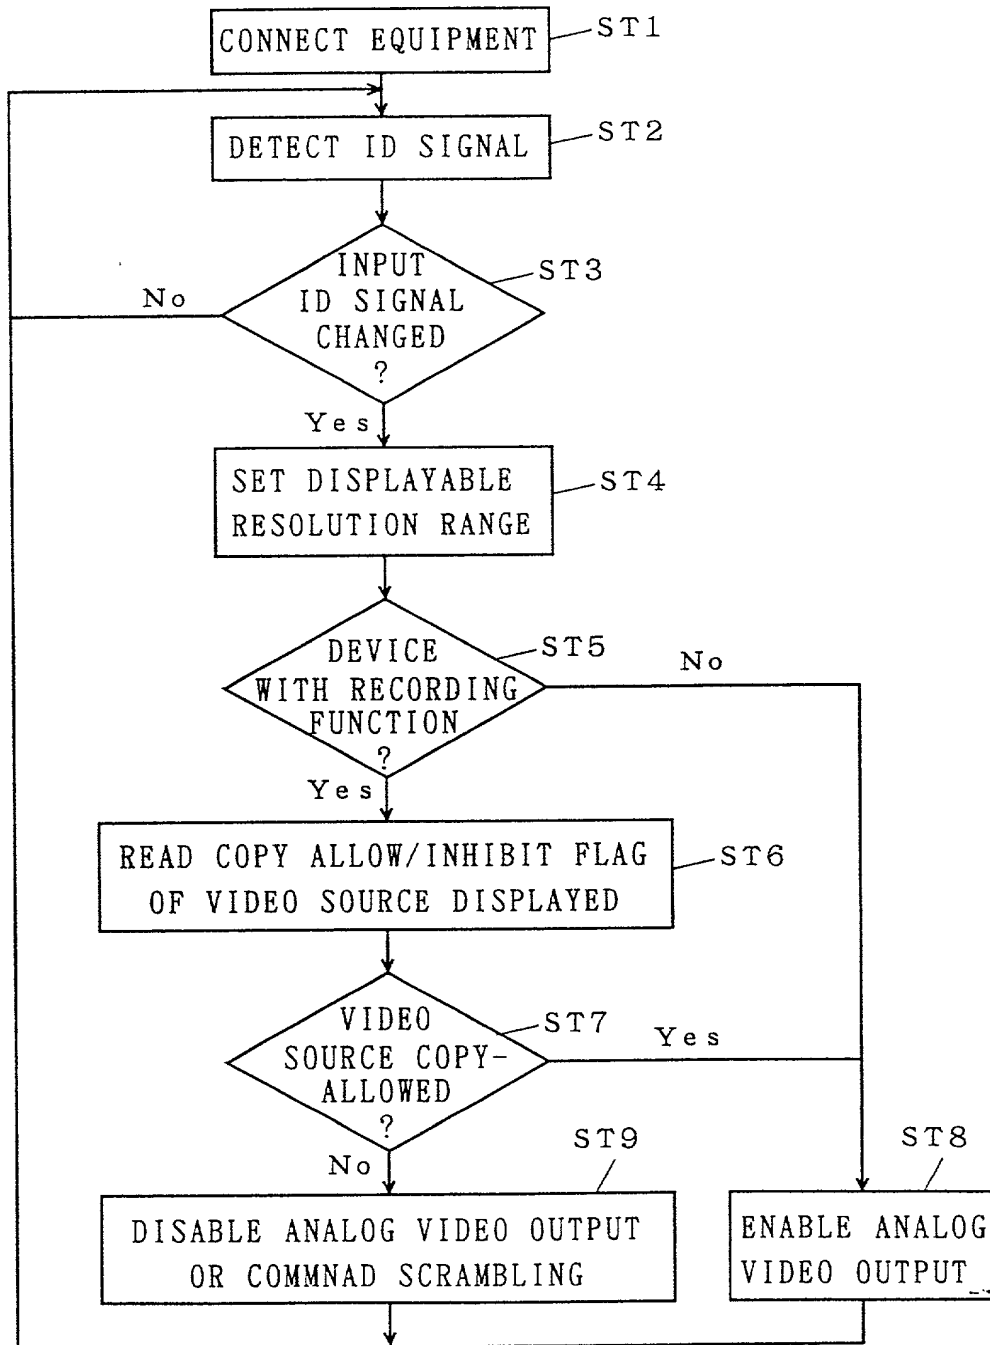 CONNECT EQUIPMENT
ST1
DETECT ID SIGNAL
ST2
INPUT
ID SIGNAL
CHANGED
?
ST3
No
Yes
SET DISPLAYABLE
RESOLUTION RANGE
ST4
DEVICE
WITH RECORDING
FUNCTION
?
ST5
No
Yes
READ COPY ALLOW/INHIBIT FLAG
OF VIDEO SOURCE DISPLAYED
ST6
VIDEO
SOURCE COPY-
ALLOWED
?
ST7
Yes
No
ST9
ST8
DISABLE ANALOG VIDEO OUTPUT
OR COMMNAD SCRAMBLING
ENABLE ANALOG
VIDEO OUTPUT